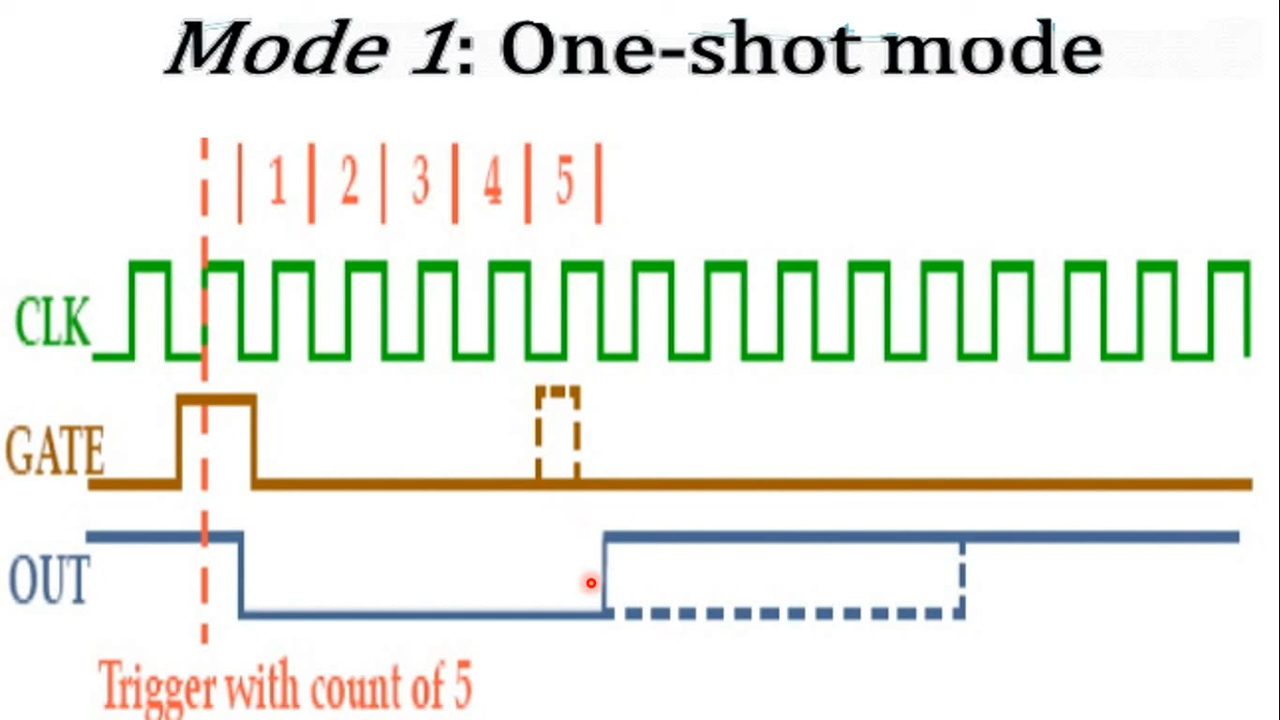 Mode 1: One-shot mode
1 2 3 4 5
CLK
GATE
OUT
Trigger with count of 5